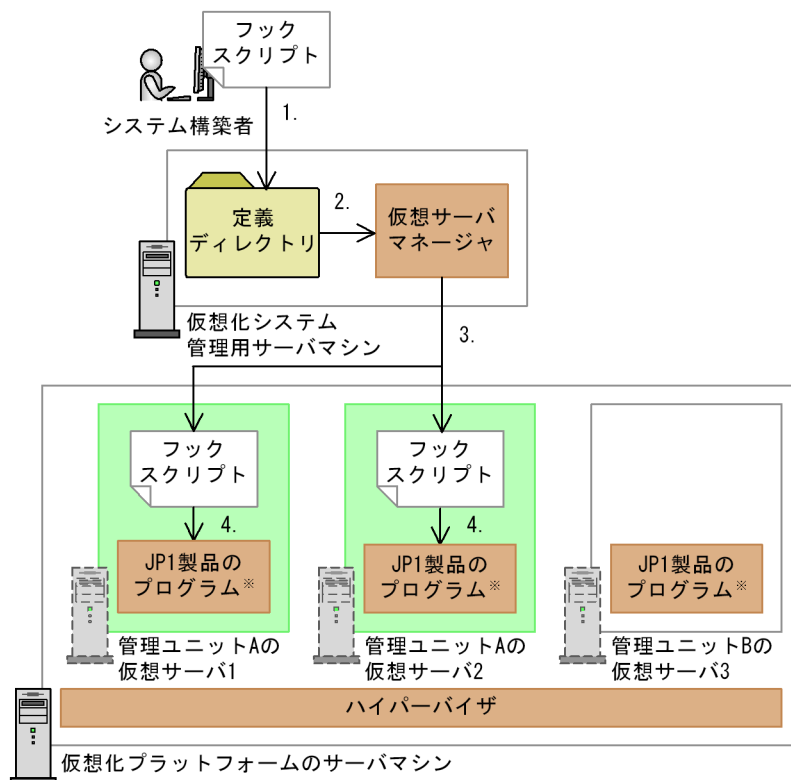 フック
スクリプト
1.
システム構築者
定義
ディレクトリ
2.
仮想サーバ
マネージャ
仮想化システム
管理用サーバマシン
3.
フック
スクリプト
4.
JP1製品の
プログラム※
管理ユニットAの
仮想サーバ1
フック
スクリプト
4.
JP1製品の
プログラム※
管理ユニットAの
仮想サーバ2
JP1製品の
プログラム※
管理ユニットBの
仮想サーバ3
ハイパーバイザ
仮想化プラットフォームのサーバマシン